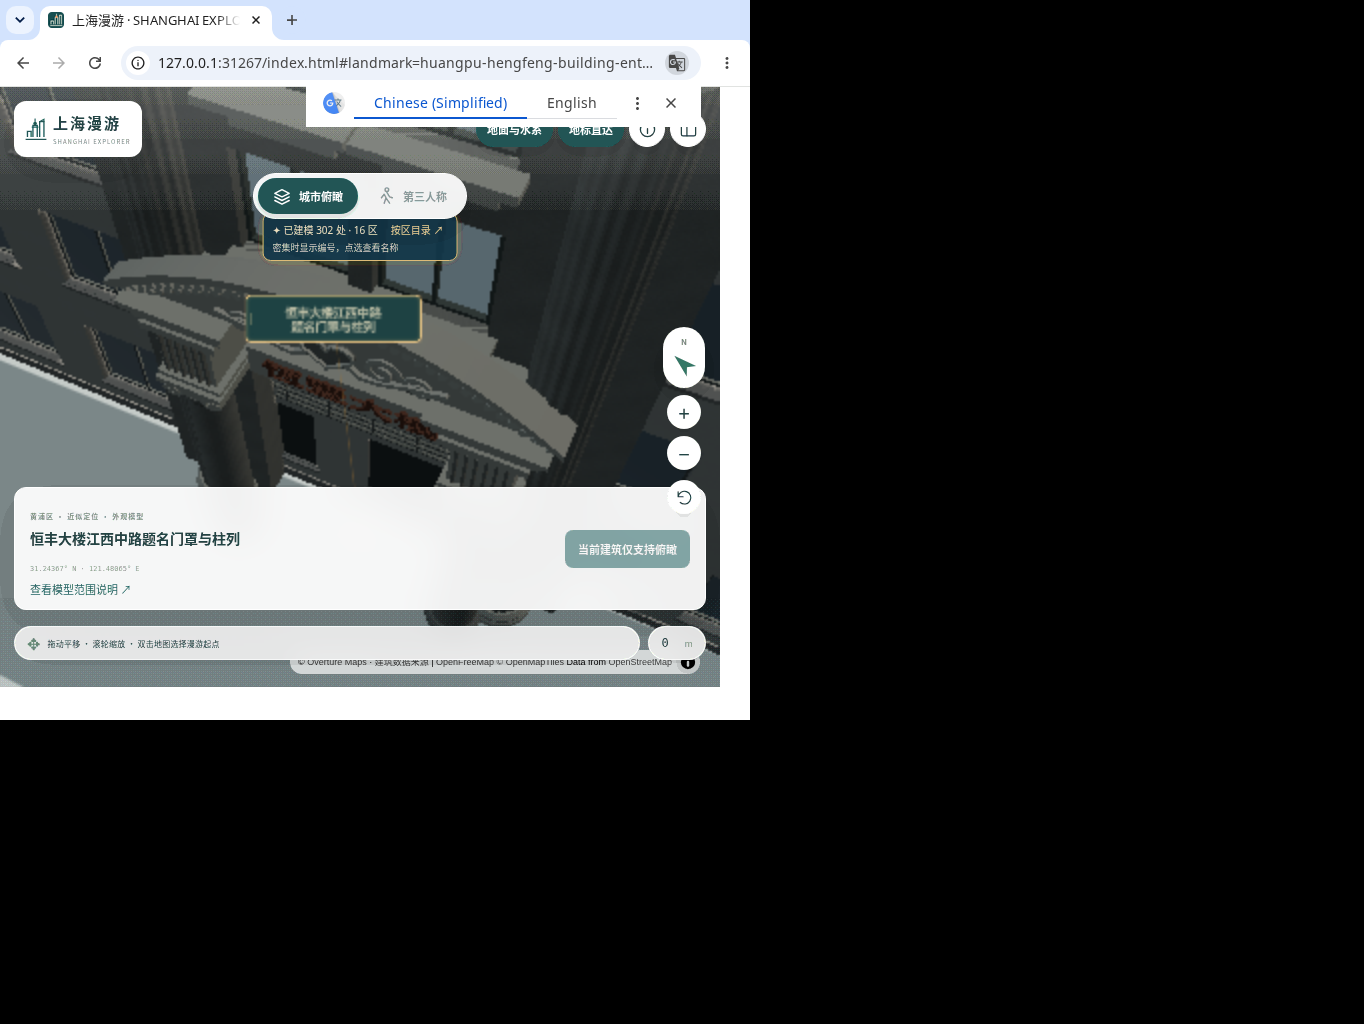 上海漫游 · SHANGHAI EXPLO
127.0.0.1:31267/index.html#landmark=huangpu-hengfeng-building-ent...
Chinese (Simplified)
English
上海漫游
SHANGHAI EXPLORER
地面与水系
地标直达
城市俯瞰
第三人称
✦ 已建模 302 处 · 16 区 按区目录 ↗
密集时显示编号，点选查看名称
恒丰大楼江西中路
题名门罩与柱列
N
黄浦区 · 近似定位 · 外观模型
恒丰大楼江西中路题名门罩与柱列
当前建筑仅支持俯瞰
31.24367° N · 121.48065° E
查看模型范围说明 ↗
拖动平移 · 滚轮缩放 · 双击地图选择漫游起点
0 m
© Overture Maps · 建筑数据来源 | OpenFreeMap © OpenMapTiles Data from OpenStreetMap